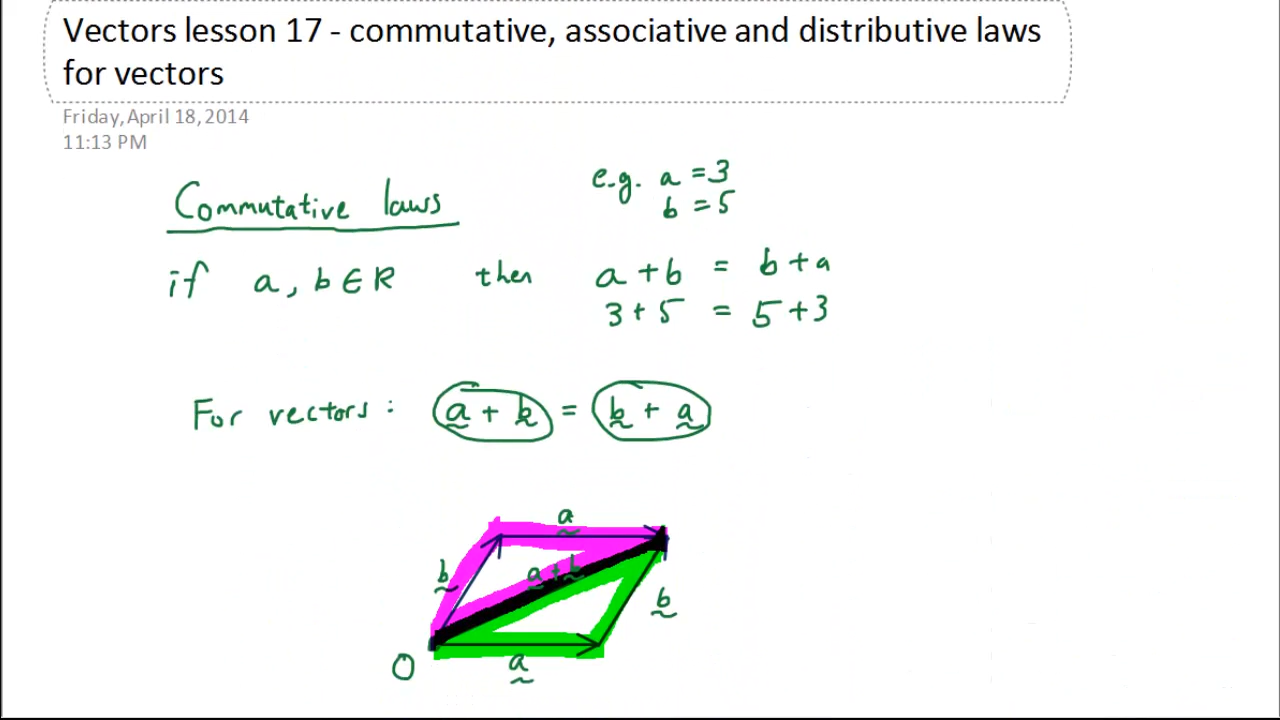 Vectors lesson 17 - commutative, associative and distributive laws
for vectors
Friday, April 18, 2014
11:13 PM
Commutative laws
e.g. a = 3
b = 5
if a, b ∈ R then a + b = b + a
3 + 5 = 5 + 3
For vectors : a + b = b + a
a
b
a + b
b
O
a